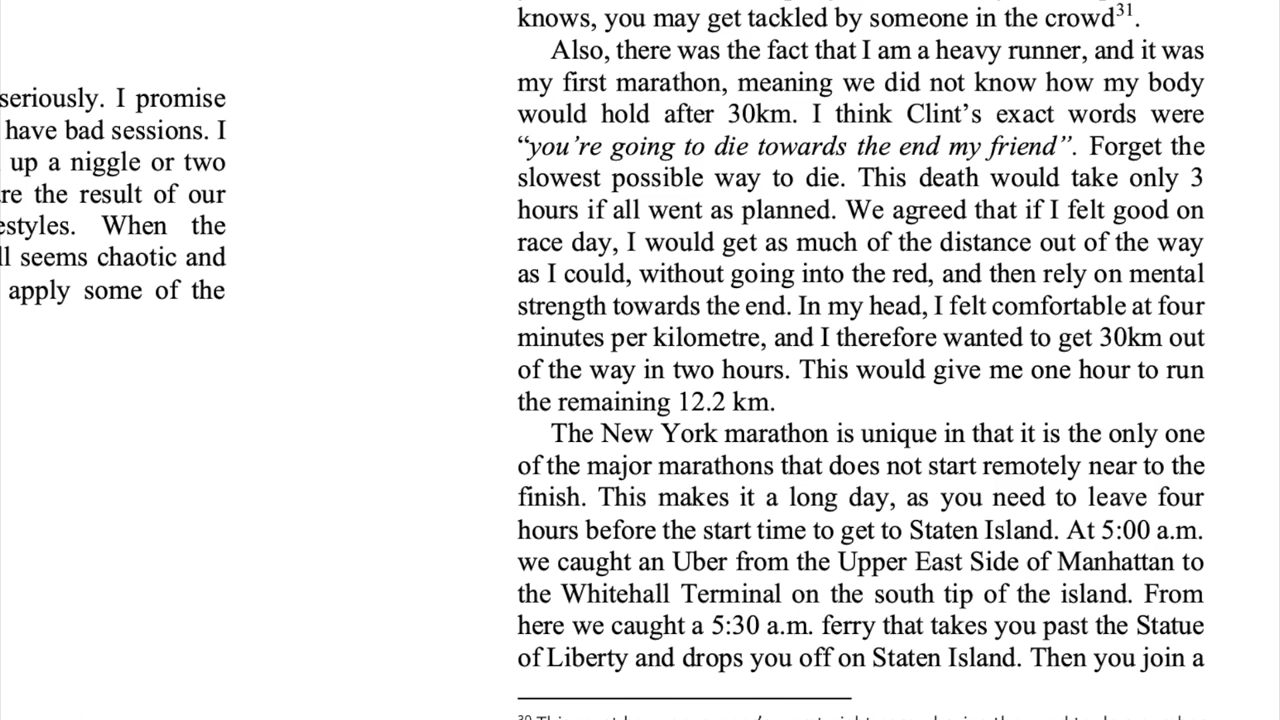 seriously. I promise
have bad sessions. I
up a niggle or two
re the result of our
estyles. When the
ll seems chaotic and
apply some of the
knows, you may get tackled by someone in the crowd³¹.
Also, there was the fact that I am a heavy runner, and it was
my first marathon, meaning we did not know how my body
would hold after 30km. I think Clint’s exact words were
“you’re going to die towards the end my friend”. Forget the
slowest possible way to die. This death would take only 3
hours if all went as planned. We agreed that if I felt good on
race day, I would get as much of the distance out of the way
as I could, without going into the red, and then rely on mental
strength towards the end. In my head, I felt comfortable at four
minutes per kilometre, and I therefore wanted to get 30km out
of the way in two hours. This would give me one hour to run
the remaining 12.2 km.
The New York marathon is unique in that it is the only one
of the major marathons that does not start remotely near to the
finish. This makes it a long day, as you need to leave four
hours before the start time to get to Staten Island. At 5:00 a.m.
we caught an Uber from the Upper East Side of Manhattan to
the Whitehall Terminal on the south tip of the island. From
here we caught a 5:30 a.m. ferry that takes you past the Statue
of Liberty and drops you off on Staten Island. Then you join a